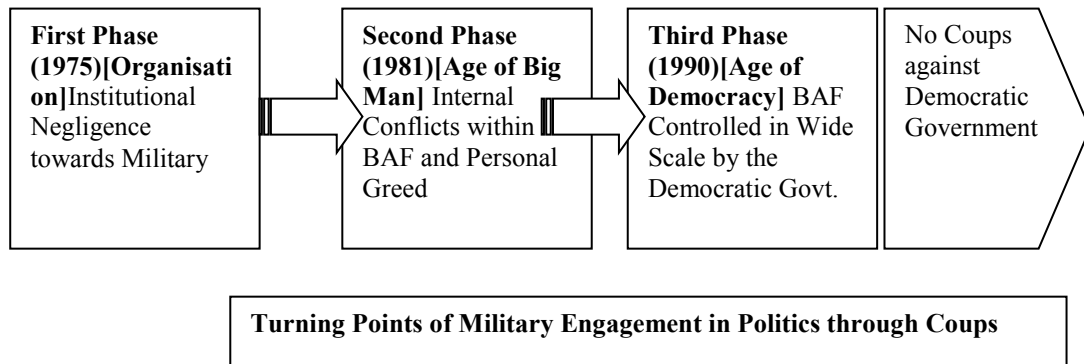 First Phase
(1975)[Organisati
on]Institutional
Negligence
towards Military
Second Phase
(1981)[Age of Big
Man] Internal
Conflicts within
BAF and Personal
Greed
Third Phase
(1990)[Age of
Democracy] BAF
Controlled in Wide
Scale by the
Democratic Govt.
No Coups
against
Democratic
Government
Turning Points of Military Engagement in Politics through Coups